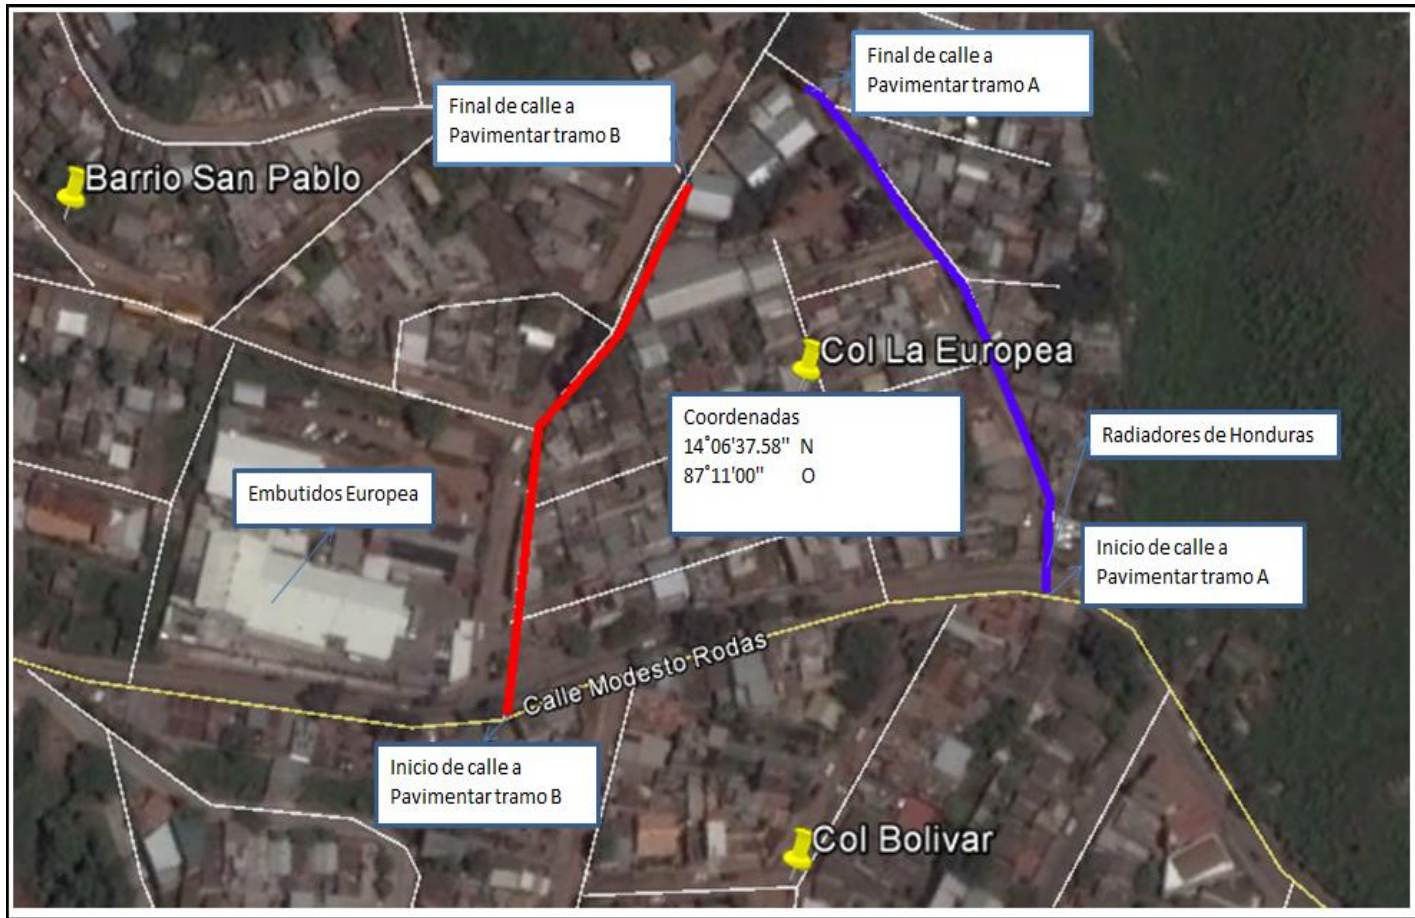 Final de calle a
Pavimentar tramo A
Final de calle a
Pavimentar tramo B
Barrio San Pablo
Col La Europea
Coordenadas
14°06'37.58" N
87°11'00" O
Radiadores de Honduras
Embutidos Europea
Inicio de calle a
Pavimentar tramo A
Calle Modesto Rodas
Inicio de calle a
Pavimentar tramo B
Col Bolivar